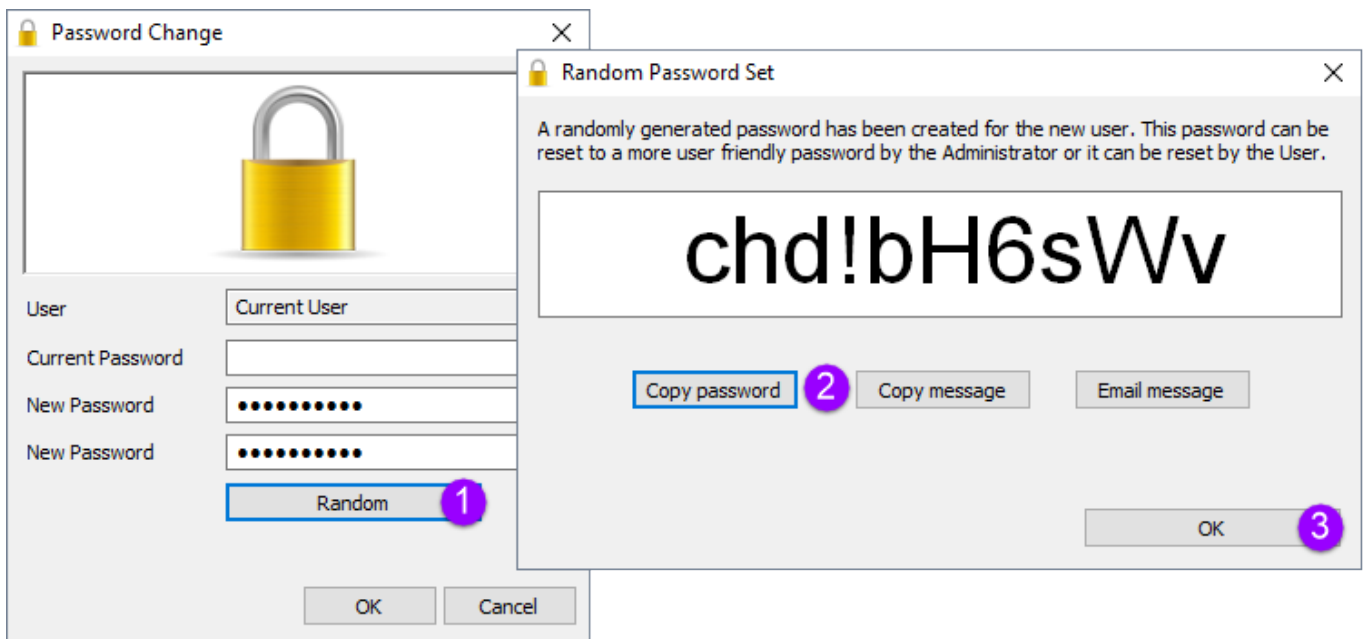 Password Change
User
Current User
Current Password
New Password
••••••••••
New Password
••••••••••
Random
1
OK
Cancel
Random Password Set
A randomly generated password has been created for the new user. This password can be
reset to a more user friendly password by the Administrator or it can be reset by the User.
chd!bH6sWv
Copy password
2
Copy message
Email message
OK
3